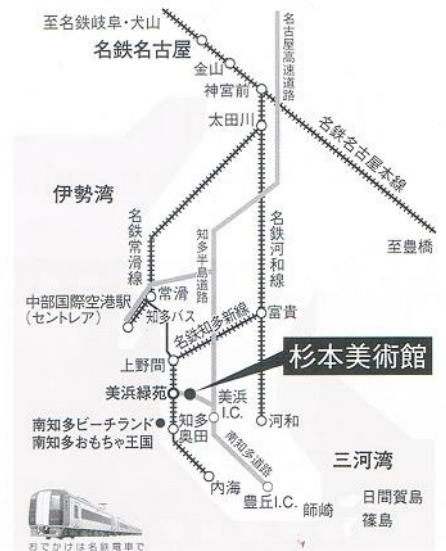 至名鉄岐阜・犬山
名鉄名古屋
金山
神宮前
名古屋高速道路
太田川
名鉄名古屋本線
至豊橋
伊勢湾
名鉄常滑線
知多半島道路
名鉄河和線
常滑
中部国際空港駅
(セントレア)
知多バス
名鉄知多新線
富貴
上野間
杉本美術館
美浜緑苑
美浜
I.C.
南知多ビーチランド
南知多おもちゃ王国
知多
奥田
河和
南知多道路
三河湾
内海
豊丘I.C.
師崎
日間賀島
篠島
おでかけは名鉄電車で